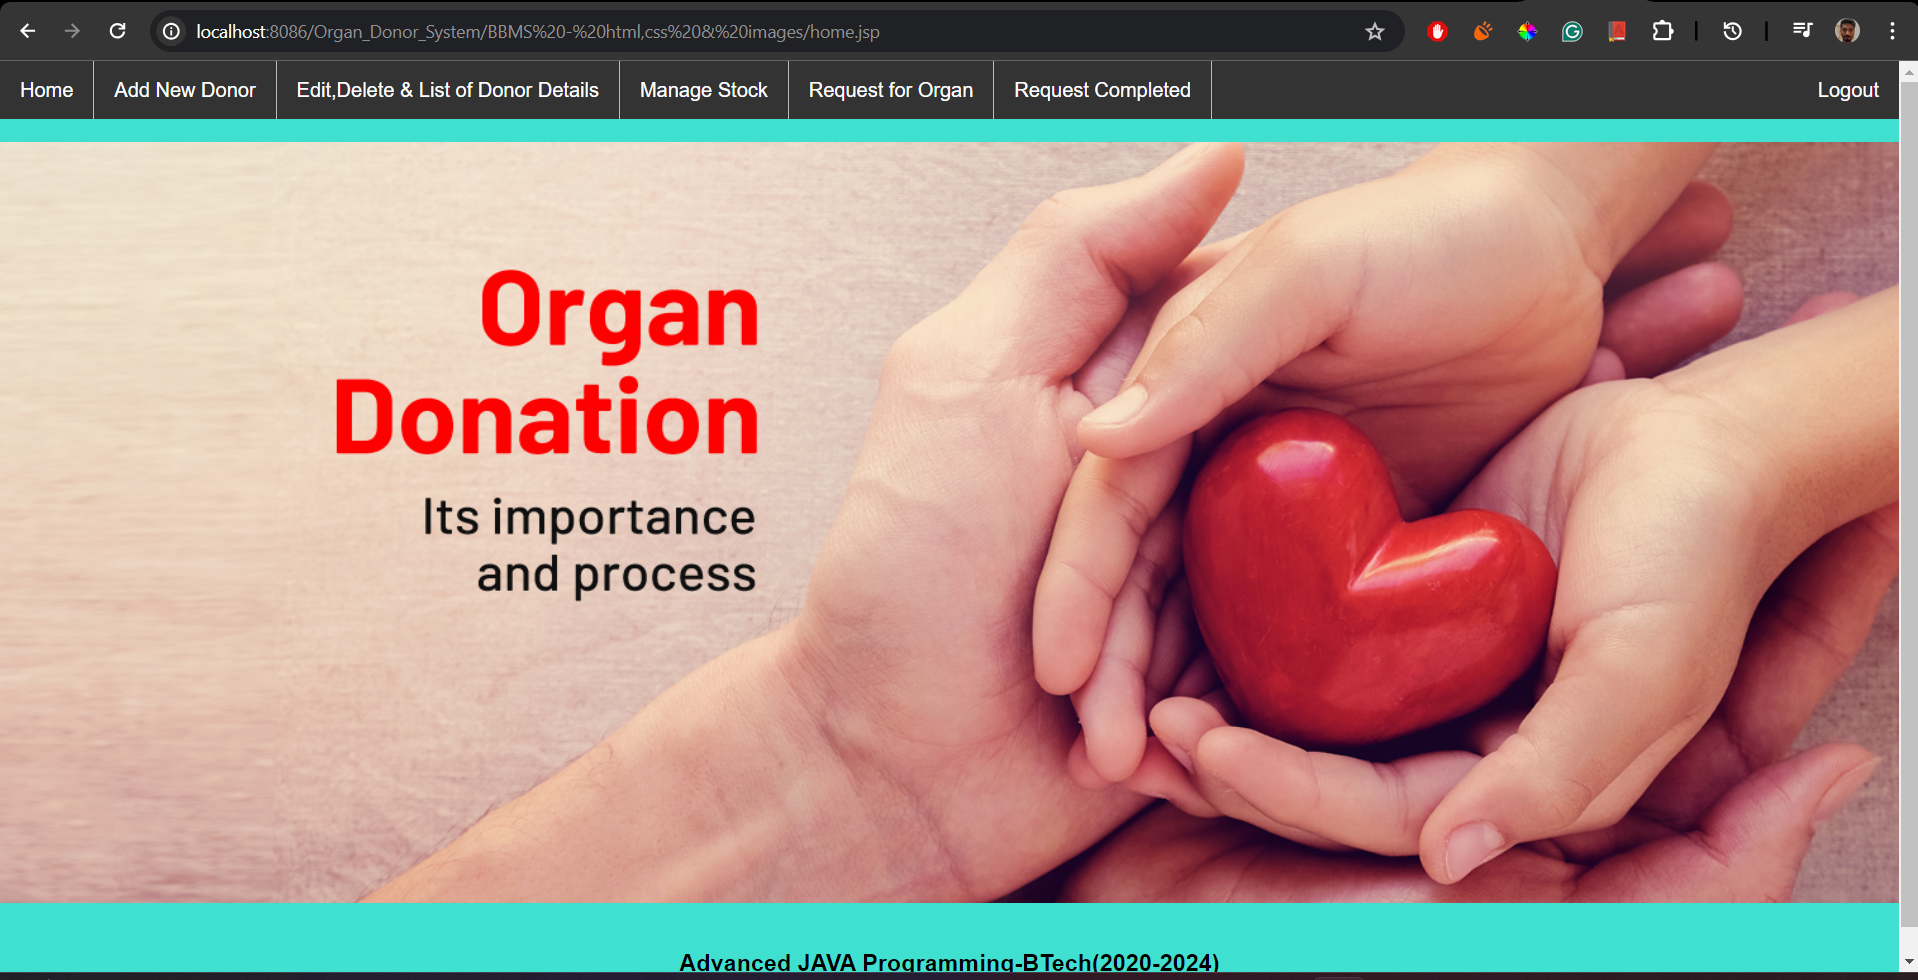 localhost:8086/Organ_Donor_System/BBMS%20-%20html,css%20&%20images/home.jsp
Home
Add New Donor
Edit,Delete & List of Donor Details
Manage Stock
Request for Organ
Request Completed
Logout
Organ
Donation
Its importance
and process
Advanced JAVA Programming-BTech(2020-2024)